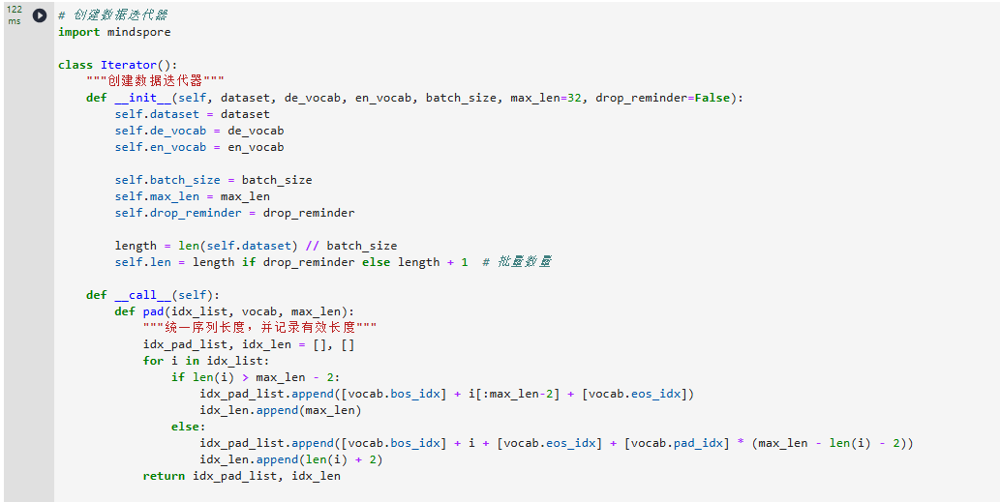 122
ms
# 创建数据迭代器
import mindspore
class Iterator():
"""创建数据迭代器"""
def __init__(self, dataset, de_vocab, en_vocab, batch_size, max_len=32, drop_reminder=False):
self.dataset = dataset
self.de_vocab = de_vocab
self.en_vocab = en_vocab
self.batch_size = batch_size
self.max_len = max_len
self.drop_reminder = drop_reminder
length = len(self.dataset) // batch_size
self.len = length if drop_reminder else length + 1  # 批量数量
def __call__(self):
def pad(idx_list, vocab, max_len):
"""统一序列长度，并记录有效长度"""
idx_pad_list, idx_len = [], []
for i in idx_list:
if len(i) > max_len - 2:
idx_pad_list.append([vocab.bos_idx] + i[:max_len-2] + [vocab.eos_idx])
idx_len.append(max_len)
else:
idx_pad_list.append([vocab.bos_idx] + i + [vocab.eos_idx] + [vocab.pad_idx] * (max_len - len(i) - 2))
idx_len.append(len(i) + 2)
return idx_pad_list, idx_len